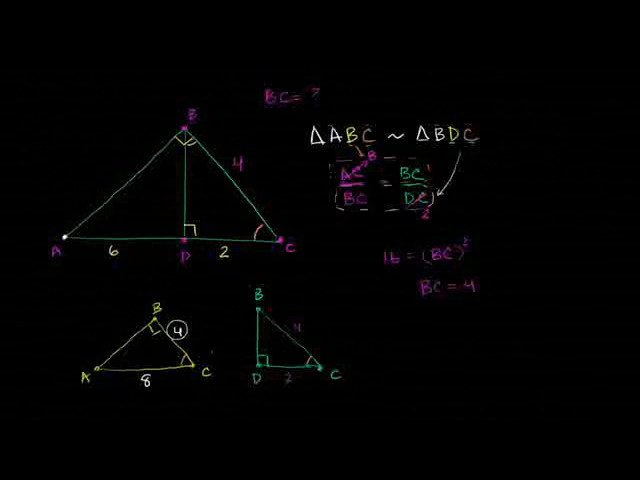 BC = ?
B
ΔABC ~ ΔBDC
4
AC 8 = BC
BC DC 2
A 6 D 2 C
16 = (BC)²
BC = 4
B
4
A 8 C
B
4
D 2 C